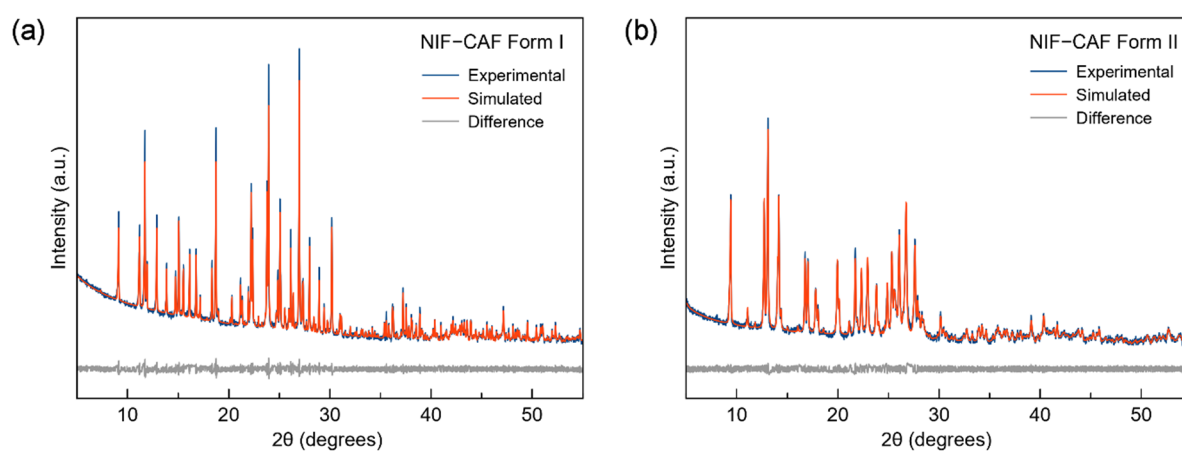 (a)
NIF−CAF Form I
Experimental
Simulated
Difference
Intensity (a.u.)
10 20 30 40 50
2θ (degrees)
(b)
NIF−CAF Form II
Experimental
Simulated
Difference
Intensity (a.u.)
10 20 30 40 50
2θ (degrees)